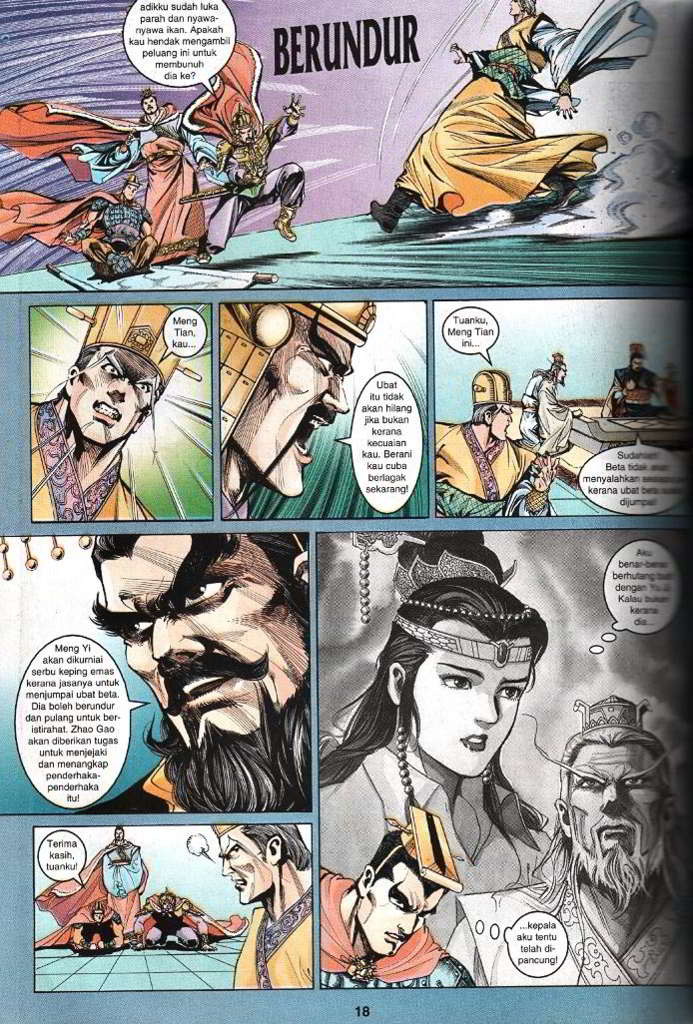 adikku sudah luka
parah dan nyawa-
nyawa ikan. Apakah
kau hendak mengambil
peluang ini untuk
membunuh
dia ke?
BERUNDUR
Meng
Tian,
kau...
Ubat
itu tidak
akan hilang
jika bukan
kerana
kecuaian
kau. Berani
kau cuba
berlagak
sekarang!
Tuanku,
Meng Tian
ini...
Sudahlah!
Beta tidak akan
menyalahkan
kerana ubat beta
dijumpai
Meng Yi
akan dikurniai
serbu keping emas
kerana jasanya untuk
menjumpai ubat beta.
Dia boleh berundur
dan pulang untuk ber-
istirahat. Zhao Gao
akan diberikan tugas
untuk menjejaki
dan menangkap
penderhaka-
penderhaka
itu!
Aku
benar-benar
berhutang
dengan
Kalau bukan
kerana
dia...
...kepala
aku tentu
telah di-
pancung!
Terima
kasih,
tuanku!
18